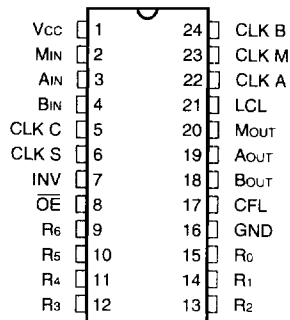 Vcc 1 24 CLK B
MIN 2 23 CLK M
AIN 3 22 CLK A
BIN 4 21 LCL
CLK C 5 20 MOUT
CLK S 6 19 AOUT
INV 7 18 BOUT
OE 8 17 CFL
R6 9 16 GND
R5 10 15 R0
R4 11 14 R1
R3 12 13 R2